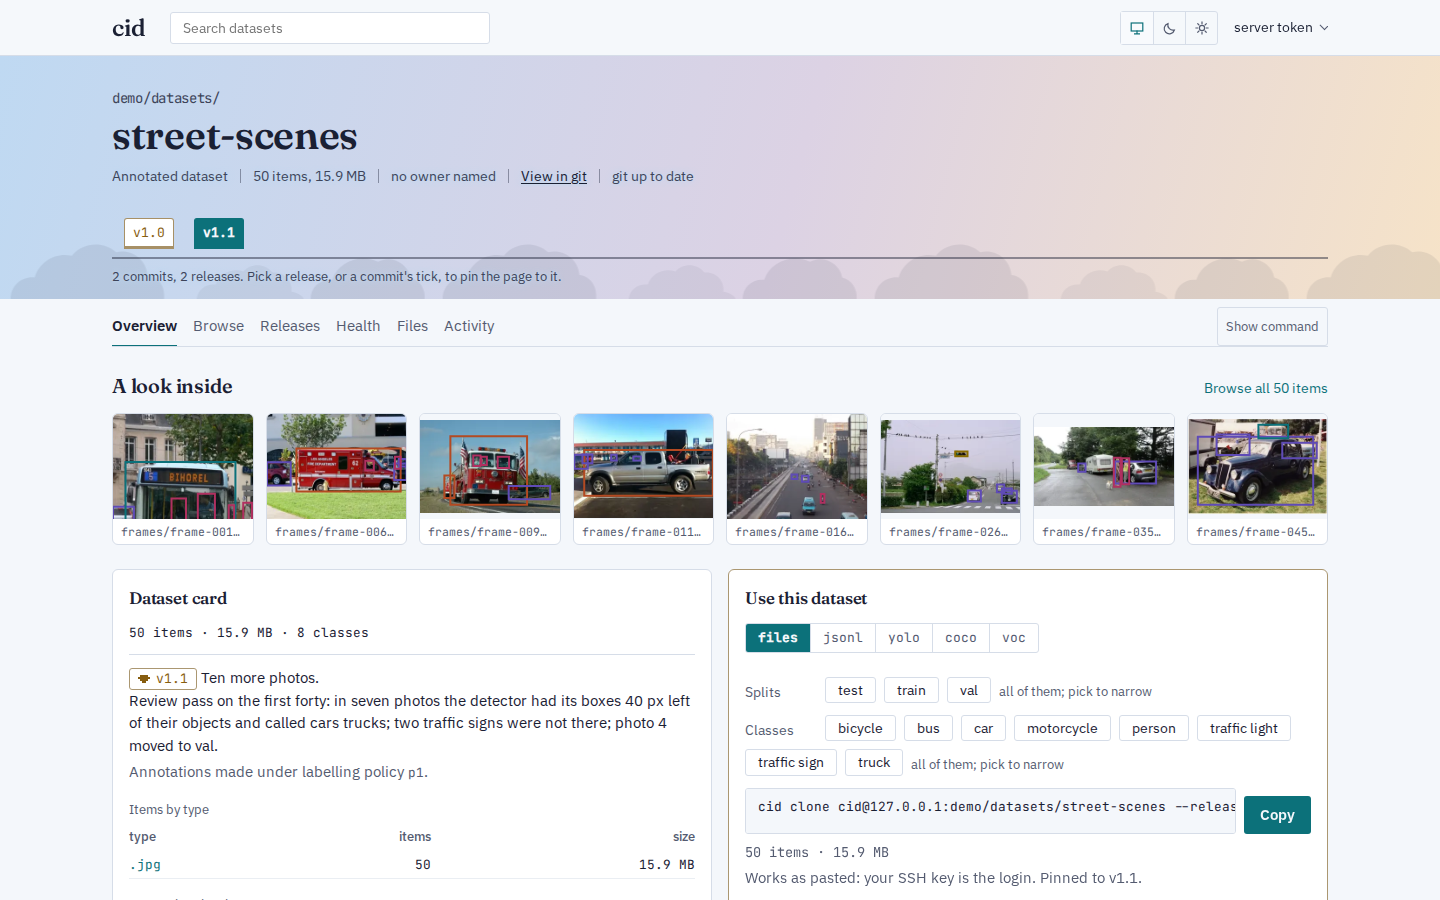 cid
Search datasets
server token
demo/datasets/
street-scenes
Annotated dataset
50 items, 15.9 MB
no owner named
View in git
git up to date
v1.0
v1.1
2 commits, 2 releases. Pick a release, or a commit's tick, to pin the page to it.
Overview
Browse
Releases
Health
Files
Activity
Show command
A look inside
Browse all 50 items
BIHOREL
frames/frame-001…
frames/frame-006…
frames/frame-009…
frames/frame-011…
frames/frame-016…
frames/frame-026…
frames/frame-035…
frames/frame-045…
Dataset card
50 items · 15.9 MB · 8 classes
v1.1 Ten more photos.
Review pass on the first forty: in seven photos the detector had its boxes 40 px left
of their objects and called cars trucks; two traffic signs were not there; photo 4
moved to val.
Annotations made under labelling policy p1.
Items by type
type items size
.jpg 50 15.9 MB
Use this dataset
files jsonl yolo coco voc
Splits test train val all of them; pick to narrow
Classes bicycle bus car motorcycle person traffic light
traffic sign truck all of them; pick to narrow
cid clone cid@127.0.0.1:demo/datasets/street-scenes --releas
Copy
50 items · 15.9 MB
Works as pasted: your SSH key is the login. Pinned to v1.1.